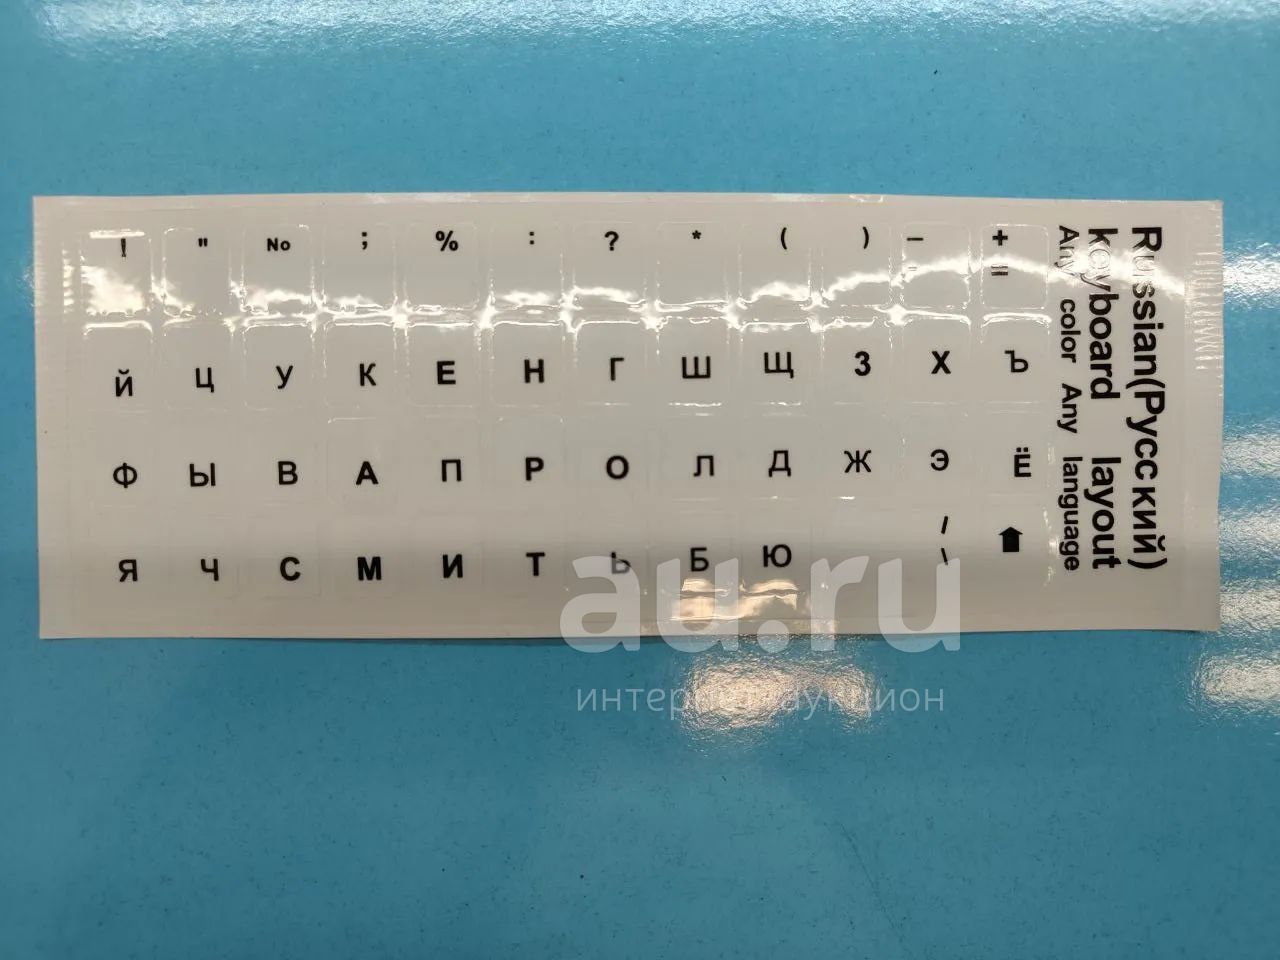 ! " No ; % : ? * ( ) — +
" =
Й Ц У К Е Н Г Ш Щ З Х Ъ
Ф Ы В А П Р О Л Д Ж Э Ё
/
Я Ч С М И Т Ь Б Ю \
Russian(Русский)
keyboard layout
Any color Any language
au.ru
интернет-аукцион